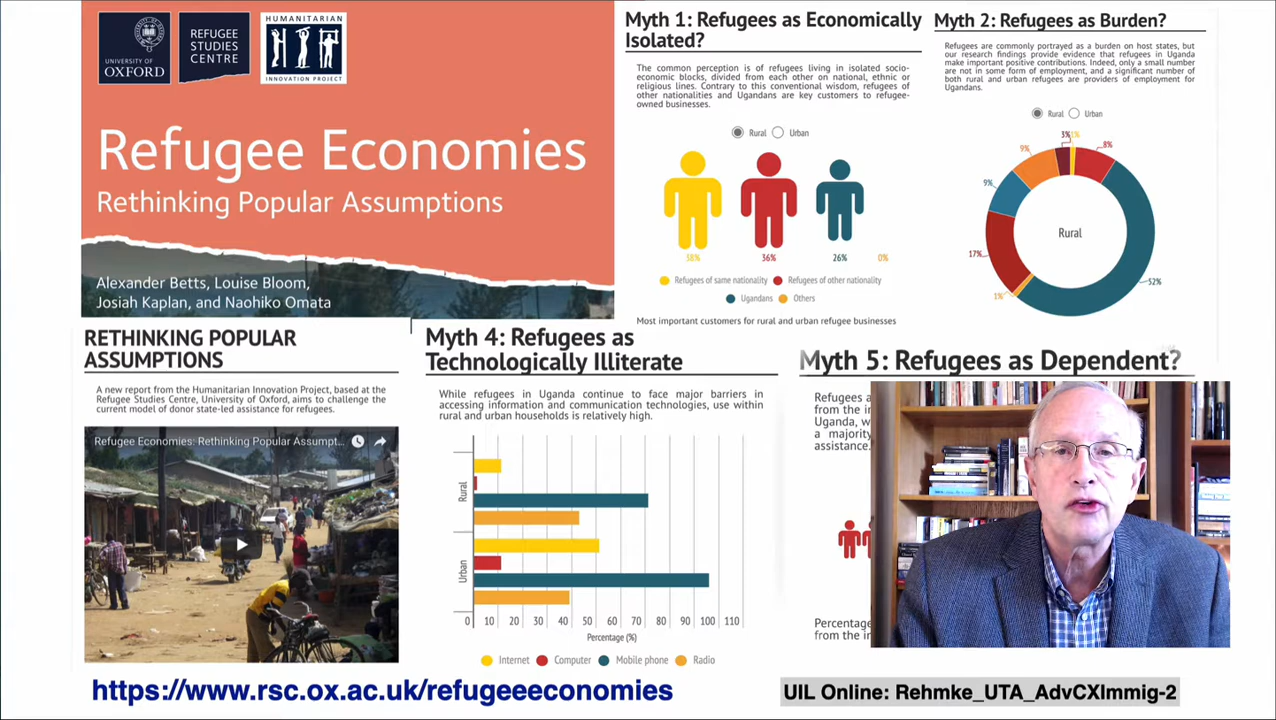 UNIVERSITY OF
OXFORD
REFUGEE
STUDIES
CENTRE
HUMANITARIAN
INNOVATION PROJECT
Refugee Economies
Rethinking Popular Assumptions
Alexander Betts, Louise Bloom,
Josiah Kaplan, and Naohiko Omata
Myth 1: Refugees as Economically
Isolated?
The common perception is of refugees living in isolated socio-
economic blocks, divided from each other on national, ethnic or
religious lines. Contrary to this conventional wisdom, refugees of
other nationalities and Ugandans are key customers to refugee-
owned businesses.
Rural Urban
38% 36% 26% 0%
Refugees of same nationality Refugees of other nationality
Ugandans Others
Most important customers for rural and urban refugee businesses
Myth 2: Refugees as Burden?
Refugees are commonly portrayed as a burden on host states, but
our research findings provide evidence that refugees in Uganda
make important positive contributions. Indeed, only a small number
are not in some form of employment, and a significant number of
both rural and urban refugees are providers of employment for
Ugandans.
Rural Urban
3% 1%
9% 8%
9%
Rural
17%
52%
1%
RETHINKING POPULAR
ASSUMPTIONS
A new report from the Humanitarian Innovation Project, based at the
Refugee Studies Centre, University of Oxford, aims to challenge the
current model of donor state-led assistance for refugees.
Refugee Economies: Rethinking Popular Assumpt...
Myth 4: Refugees as
Technologically Illiterate
While refugees in Uganda continue to face major barriers in
accessing information and communication technologies, use within
rural and urban households is relatively high.
Rural
Urban
0 10 20 30 40 50 60 70 80 90 100 110
Percentage (%)
Internet Computer Mobile phone Radio
Myth 5: Refugees as Dependent?
Refugees a
from the in
Uganda, w
a majority
assistance.
Percentage
from the in
https://www.rsc.ox.ac.uk/refugeeeconomies
UIL Online: Rehmke_UTA_AdvCXImmig-2